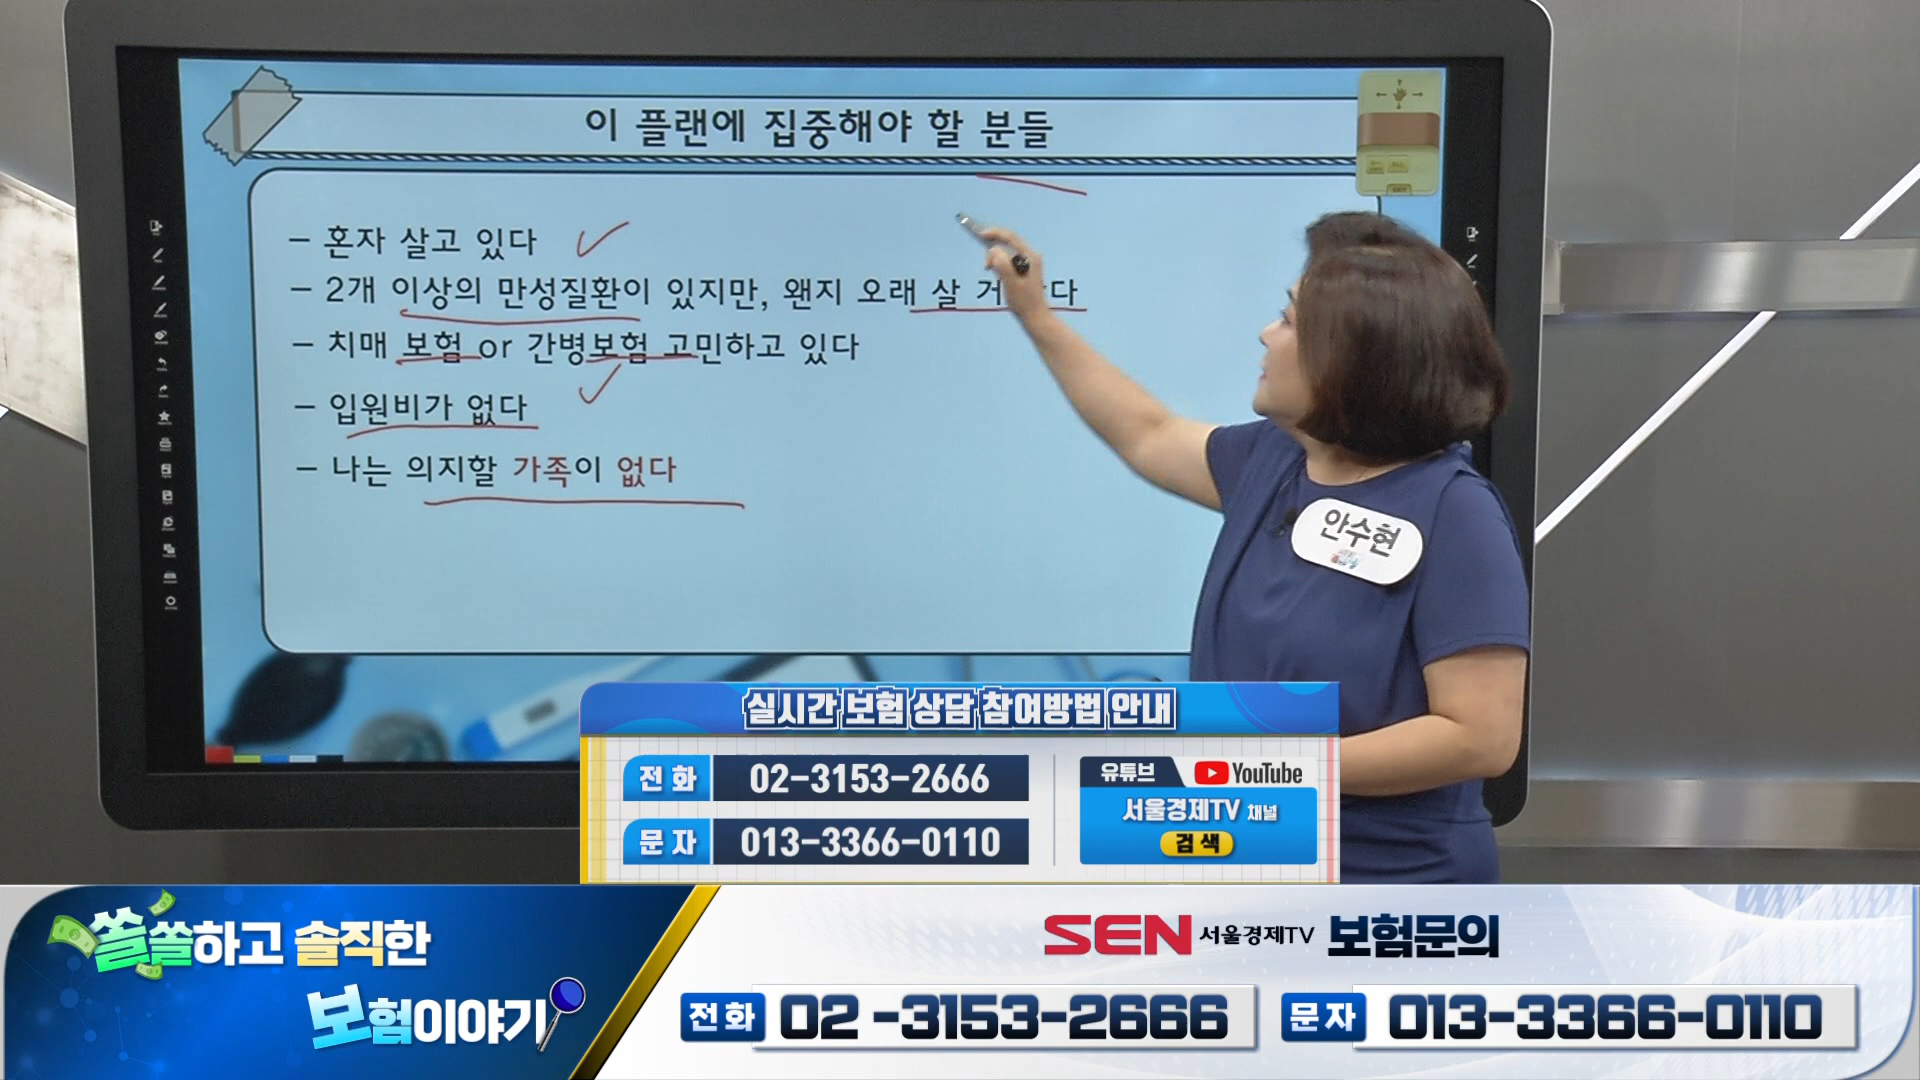 이 플랜에 집중해야 할 분들
- 혼자 살고 있다
- 2개 이상의 만성질환이 있지만, 왠지 오래 살 거 다
- 치매 보험 or 간병보험 고민하고 있다
- 입원비가 없다
- 나는 의지할 가족이 없다
안수현
실시간 보험 상담 참여방법 안내
전화 02-3153-2666
문자 013-3366-0110
유튜브 YouTube
서울경제TV 채널
검색
쏠쏠하고 솔직한
보험이야기
SEN 서울경제TV 보험문의
전화 02-3153-2666 문자 013-3366-0110